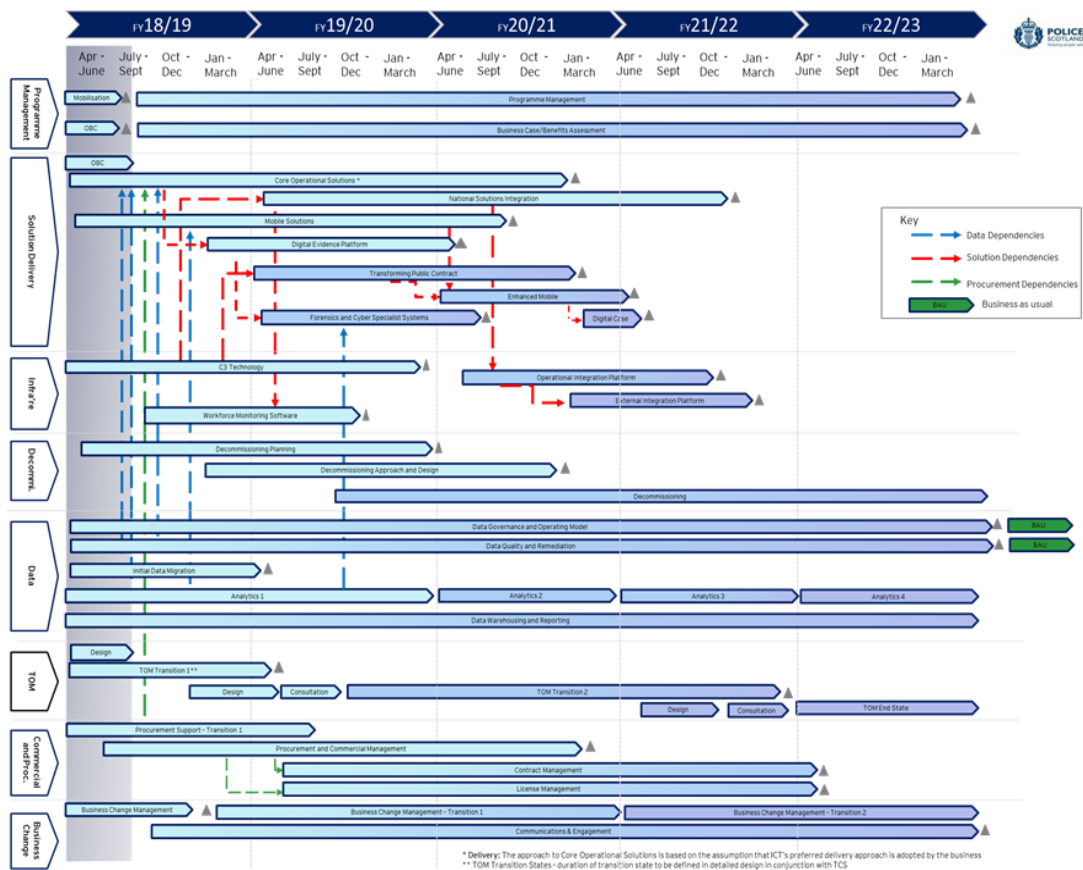 FY18/19
FY19/20
FY20/21
FY21/22
FY22/23
POLICE
SCOTLAND
Apr - June
July - Sept
Oct - Dec
Jan - March
Apr - June
July - Sept
Oct - Dec
Jan - March
Apr - June
July - Sept
Oct - Dec
Jan - March
Apr - June
July - Sept
Oct - Dec
Jan - March
Apr - June
July - Sept
Oct - Dec
Jan - March
Programme
Management
Mobilisation
Programme Management
OBC
Business Case/Benefits Assessment
Solution Delivery
OBC
Core Operational Solutions *
National Solutions Integration
Mobile Solutions
Digital Evidence Platform
Transforming Public Contract
Enhanced Mobile
Forensics and Cyber Specialist Systems
Digital Case
Key
Data Dependencies
Solution Dependencies
Procurement Dependencies
BAU
Business as usual
Infra're
C3 Technology
Operational Integration Platform
External Integration Platform
Workforce Monitoring Software
Decommi.
Decommissioning Planning
Decommissioning Approach and Design
Decommissioning
Data
Data Governance and Operating Model
BAU
Data Quality and Remediation
BAU
Initial Data Migration
Analytics 1
Analytics 2
Analytics 3
Analytics 4
Data Warehousing and Reporting
TOM
Design
TOM Transition 1**
Design
Consultation
TOM Transition 2
Design
Consultation
TOM End State
Commercial
and Proc.
Procurement Support - Transition 1
Procurement and Commercial Management
Contract Management
License Management
Business
Change
Business Change Management
Business Change Management - Transition 1
Business Change Management - Transition 2
Communications & Engagement
* Delivery: The approach to Core Operational Solutions is based on the assumption that ICT's preferred delivery approach is adopted by the business
** TOM Transition States - duration of transition state to be defined in detailed design in conjunction with TCS